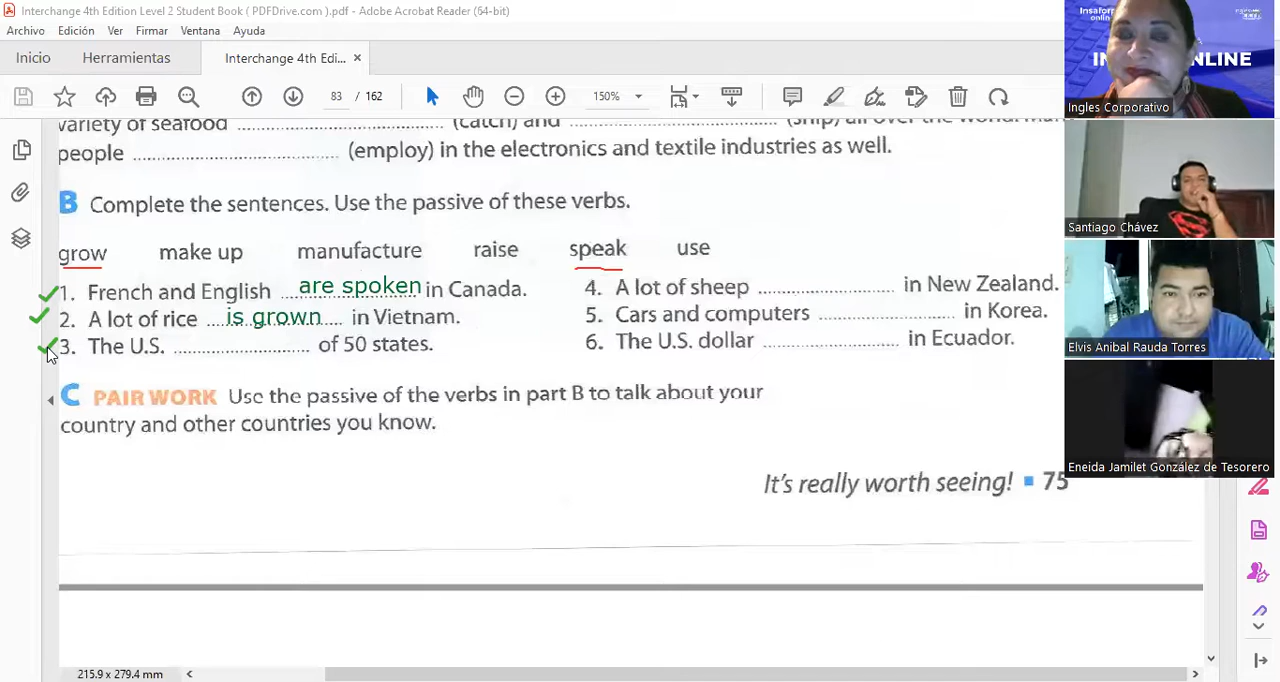 Interchange 4th Edition Level 2 Student Book ( PDFDrive.com ).pdf - Adobe Acrobat Reader (64-bit)
Archivo Edición Ver Firmar Ventana Ayuda
Inicio Herramientas Interchange 4th Edi... ×
83 / 162 150%
variety of seafood (catch) and (ship) all over the world.
people (employ) in the electronics and textile industries as well.
B Complete the sentences. Use the passive of these verbs.
grow make up manufacture raise speak use
1. French and English are spoken in Canada.
2. A lot of rice is grown in Vietnam.
3. The U.S. of 50 states.
4. A lot of sheep in New Zealand.
5. Cars and computers in Korea.
6. The U.S. dollar in Ecuador.
C PAIR WORK Use the passive of the verbs in part B to talk about your
country and other countries you know.
It's really worth seeing! ▪ 75
215.9 x 279.4 mm
Insafor
online
ONLINE
Ingles Corporativo
Santiago Chávez
Elvis Anibal Rauda Torres
Eneida Jamilet González de Tesorero